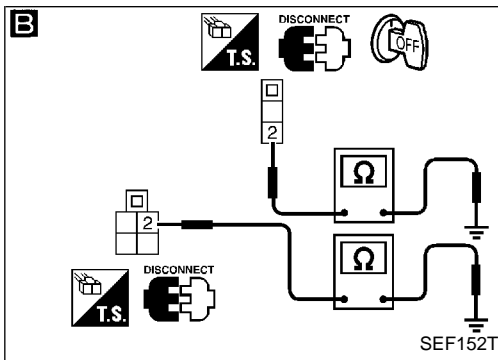 B
T.S.
DISCONNECT
OFF
2
Ω
2
Ω
T.S.
DISCONNECT
SEF152T